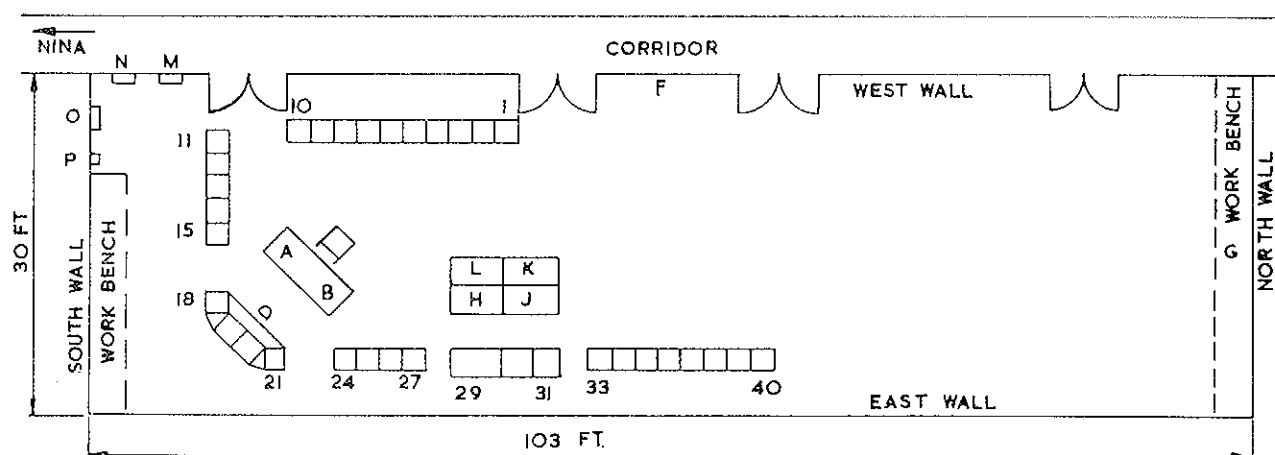 CORRIDOR
NINA
N M
10 1
F
WEST WALL
O
11
P
15
A
B
L K
H J
18
D
21
24 27
29 31
33 40
EAST WALL
SOUTH WALL
WORK BENCH
30 FT
G WORK BENCH
NORTH WALL
103 FT.